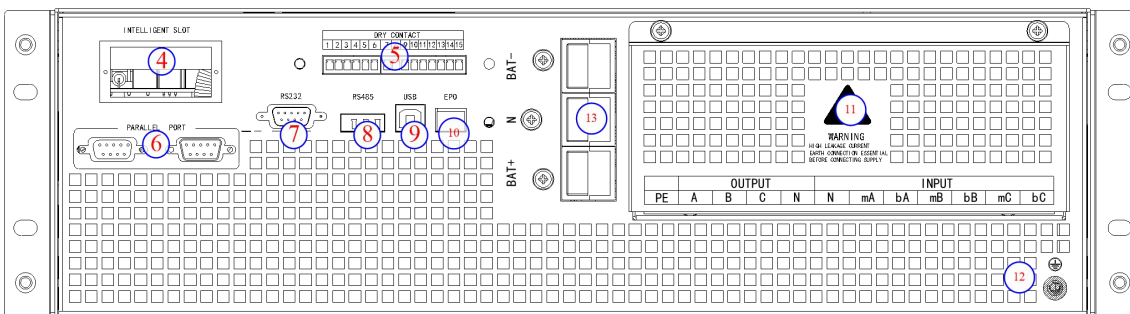 INTELLIGENT SLOT
4
DRY CONTACT
1 2 3 4 5 6 7 9 10 11 12 13 14 15
5
PARALLEL PORT
6
RS232
7
RS485
8
USB
9
EPO
10
BAT-
N
BAT+
13
11
WARNING
HIGH LEAKAGE CURRENT
EARTH CONNECTION ESSENTIAL
BEFORE CONNECTING SUPPLY
OUTPUT INPUT
PE A B C N N mA bA mB bB mC bC
12